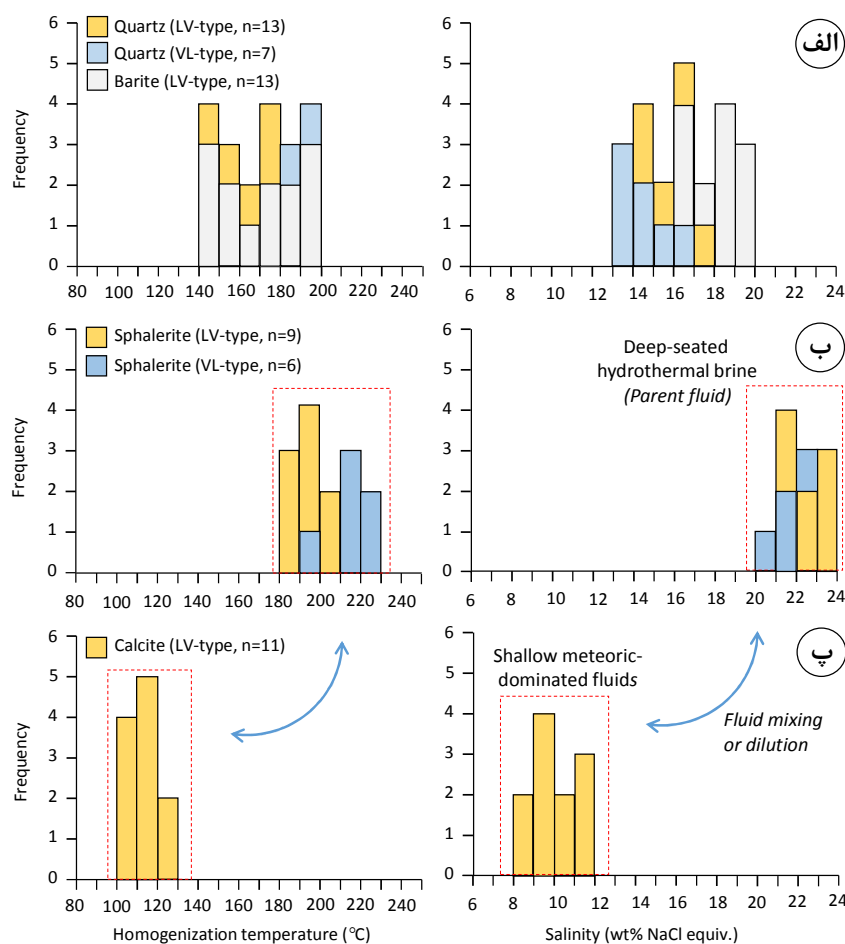 Quartz (LV-type, n=13)
Quartz (VL-type, n=7)
Barite (LV-type, n=13)
الف
Frequency
6
5
4
3
2
1
0
80 100 120 140 160 180 200 220 240
6
5
4
3
2
1
0
6 8 10 12 14 16 18 20 22 24
Sphalerite (LV-type, n=9)
Sphalerite (VL-type, n=6)
ب
Deep-seated
hydrothermal brine
(Parent fluid)
Frequency
6
5
4
3
2
1
0
80 100 120 140 160 180 200 220 240
6
5
4
3
2
1
0
6 8 10 12 14 16 18 20 22 24
Calcite (LV-type, n=11)
پ
Shallow meteoric-
dominated fluids
Fluid mixing
or dilution
Frequency
6
5
4
3
2
1
0
80 100 120 140 160 180 200 220 240
Homogenization temperature (°C)
6
5
4
3
2
1
0
6 8 10 12 14 16 18 20 22 24
Salinity (wt% NaCl equiv.)